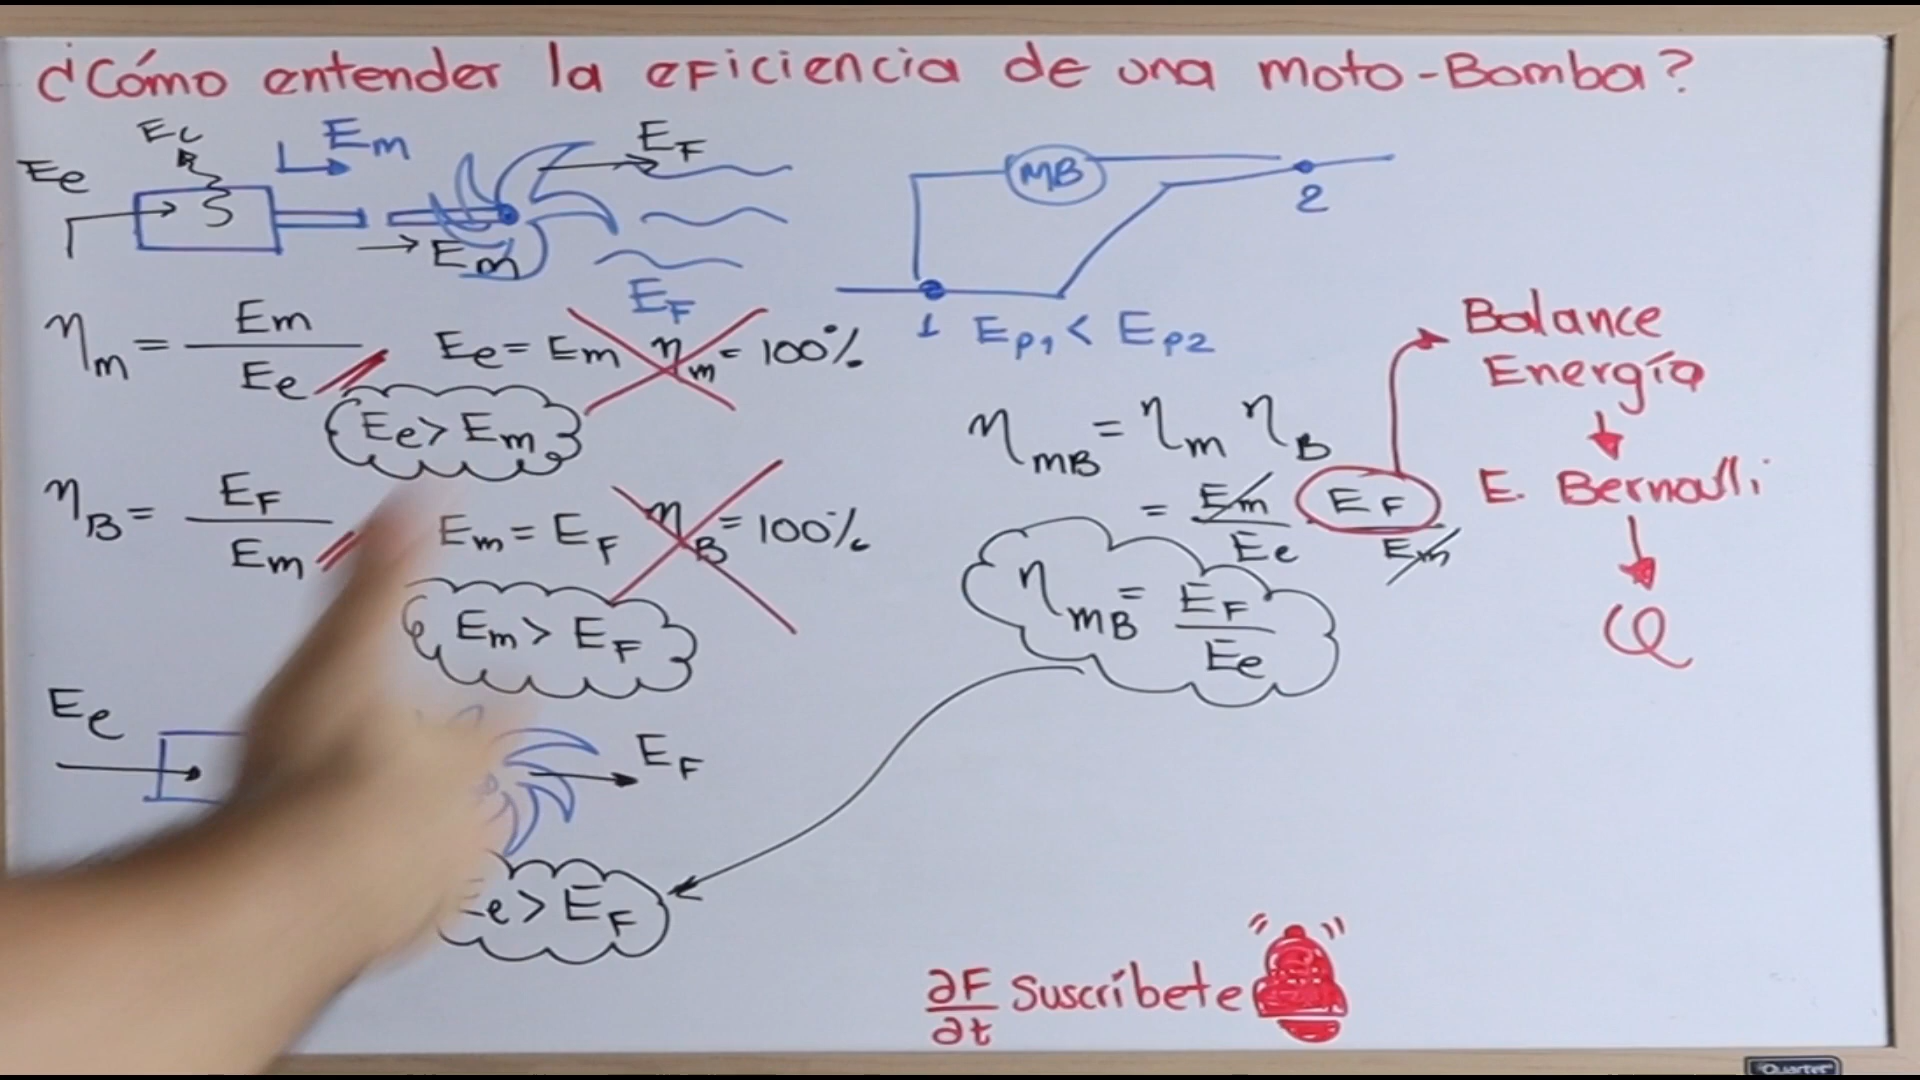 ¿Cómo entender la eficiencia de una moto-Bomba?
Ee
Ec
Em
EF
Em
EF
MB
1
2
Ep1 < Ep2
ηm = Em / Ee
Ee = Em ηm = 100%
Ee > Em
ηB = EF / Em
Em = EF ηB = 100%
Em > EF
Ee
EF
Ee > EF
ηmB = ηm ηB
= Em / Ee EF / Em
ηmB = EF / Ee
Balance
Energía
E. Bernoulli
Q
∂F/∂t Suscríbete
Quarter